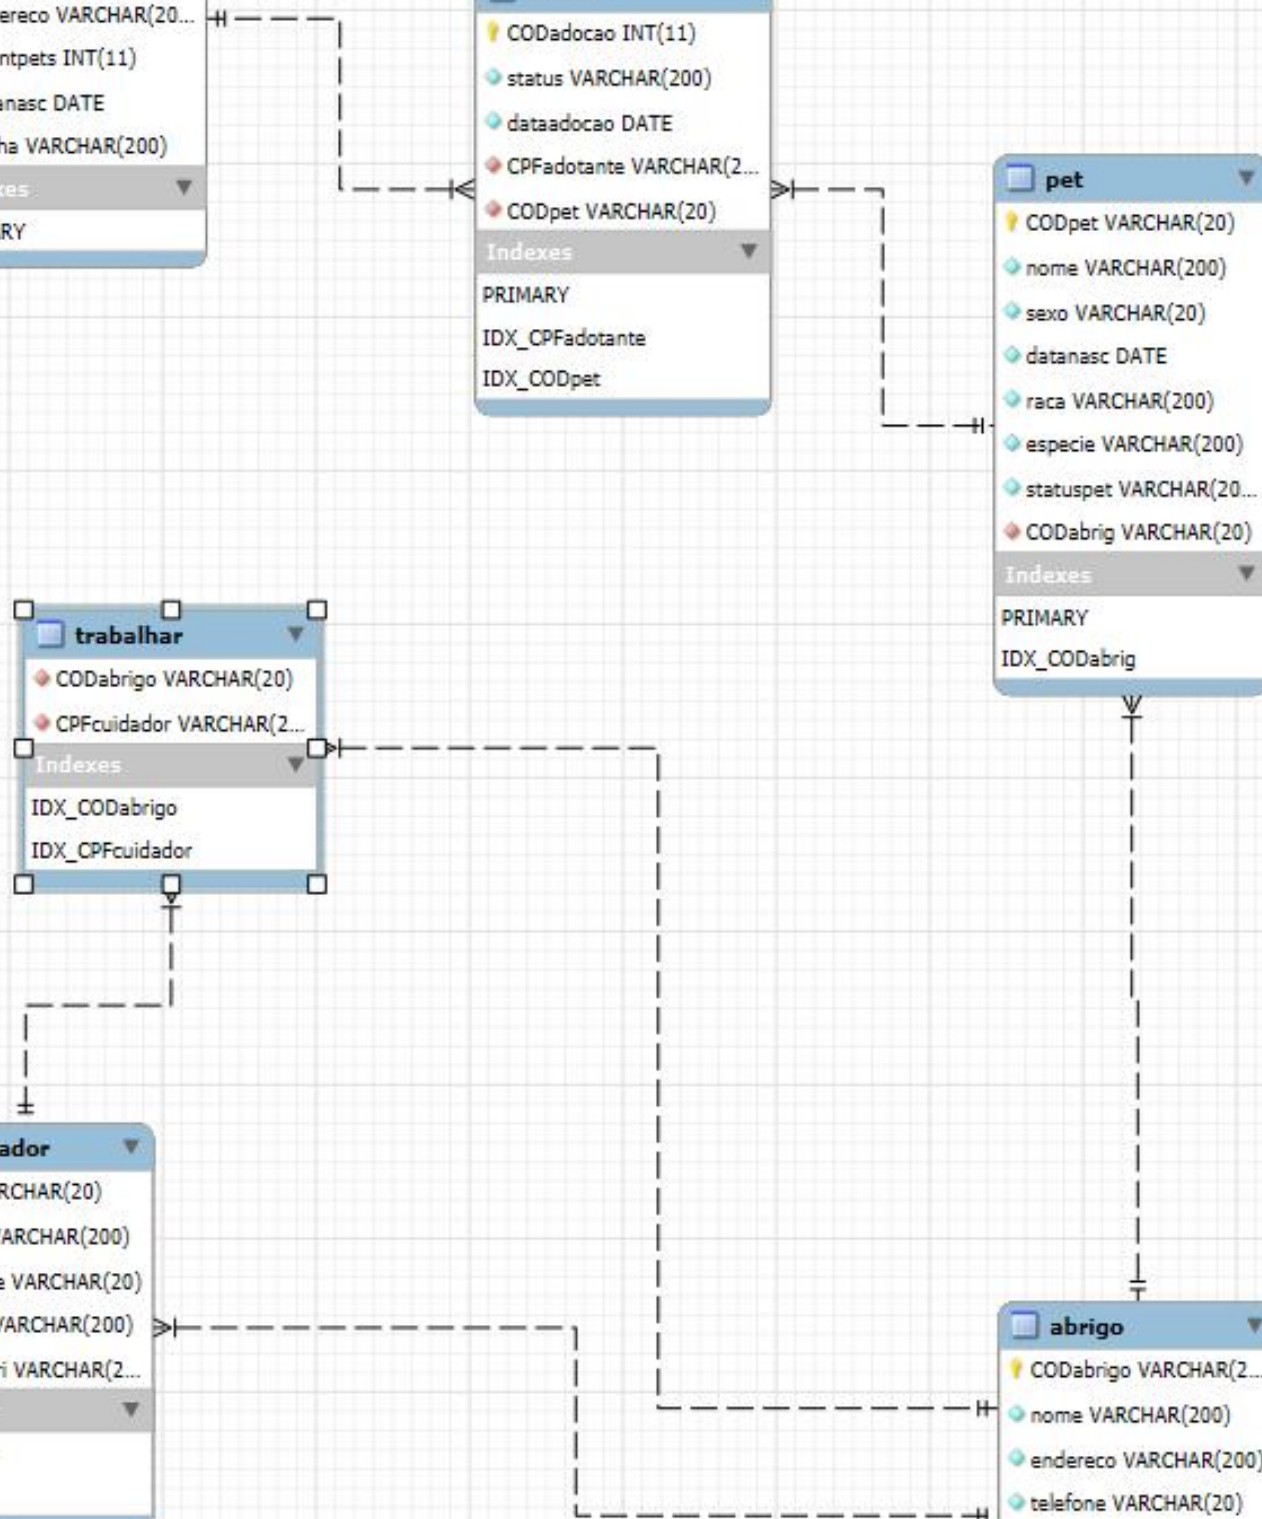 ereco VARCHAR(20...
ntpets INT(11)
anasc DATE
ha VARCHAR(200)
xes
RY
CODadocao INT(11)
status VARCHAR(200)
dataadocao DATE
CPFadotante VARCHAR(2...
CODpet VARCHAR(20)
Indexes
PRIMARY
IDX_CPFadotante
IDX_CODpet
pet
CODpet VARCHAR(20)
nome VARCHAR(200)
sexo VARCHAR(20)
datanasc DATE
raca VARCHAR(200)
especie VARCHAR(200)
statuspet VARCHAR(20...
CODabrig VARCHAR(20)
Indexes
PRIMARY
IDX_CODabrig
trabalhar
CODabrigo VARCHAR(20)
CPFcuidador VARCHAR(2...
Indexes
IDX_CODabrigo
IDX_CPFcuidador
ador
RCHAR(20)
ARCHAR(200)
e VARCHAR(20)
VARCHAR(200)
ri VARCHAR(2...
abrigo
CODabrigo VARCHAR(2...
nome VARCHAR(200)
endereco VARCHAR(200)
telefone VARCHAR(20)